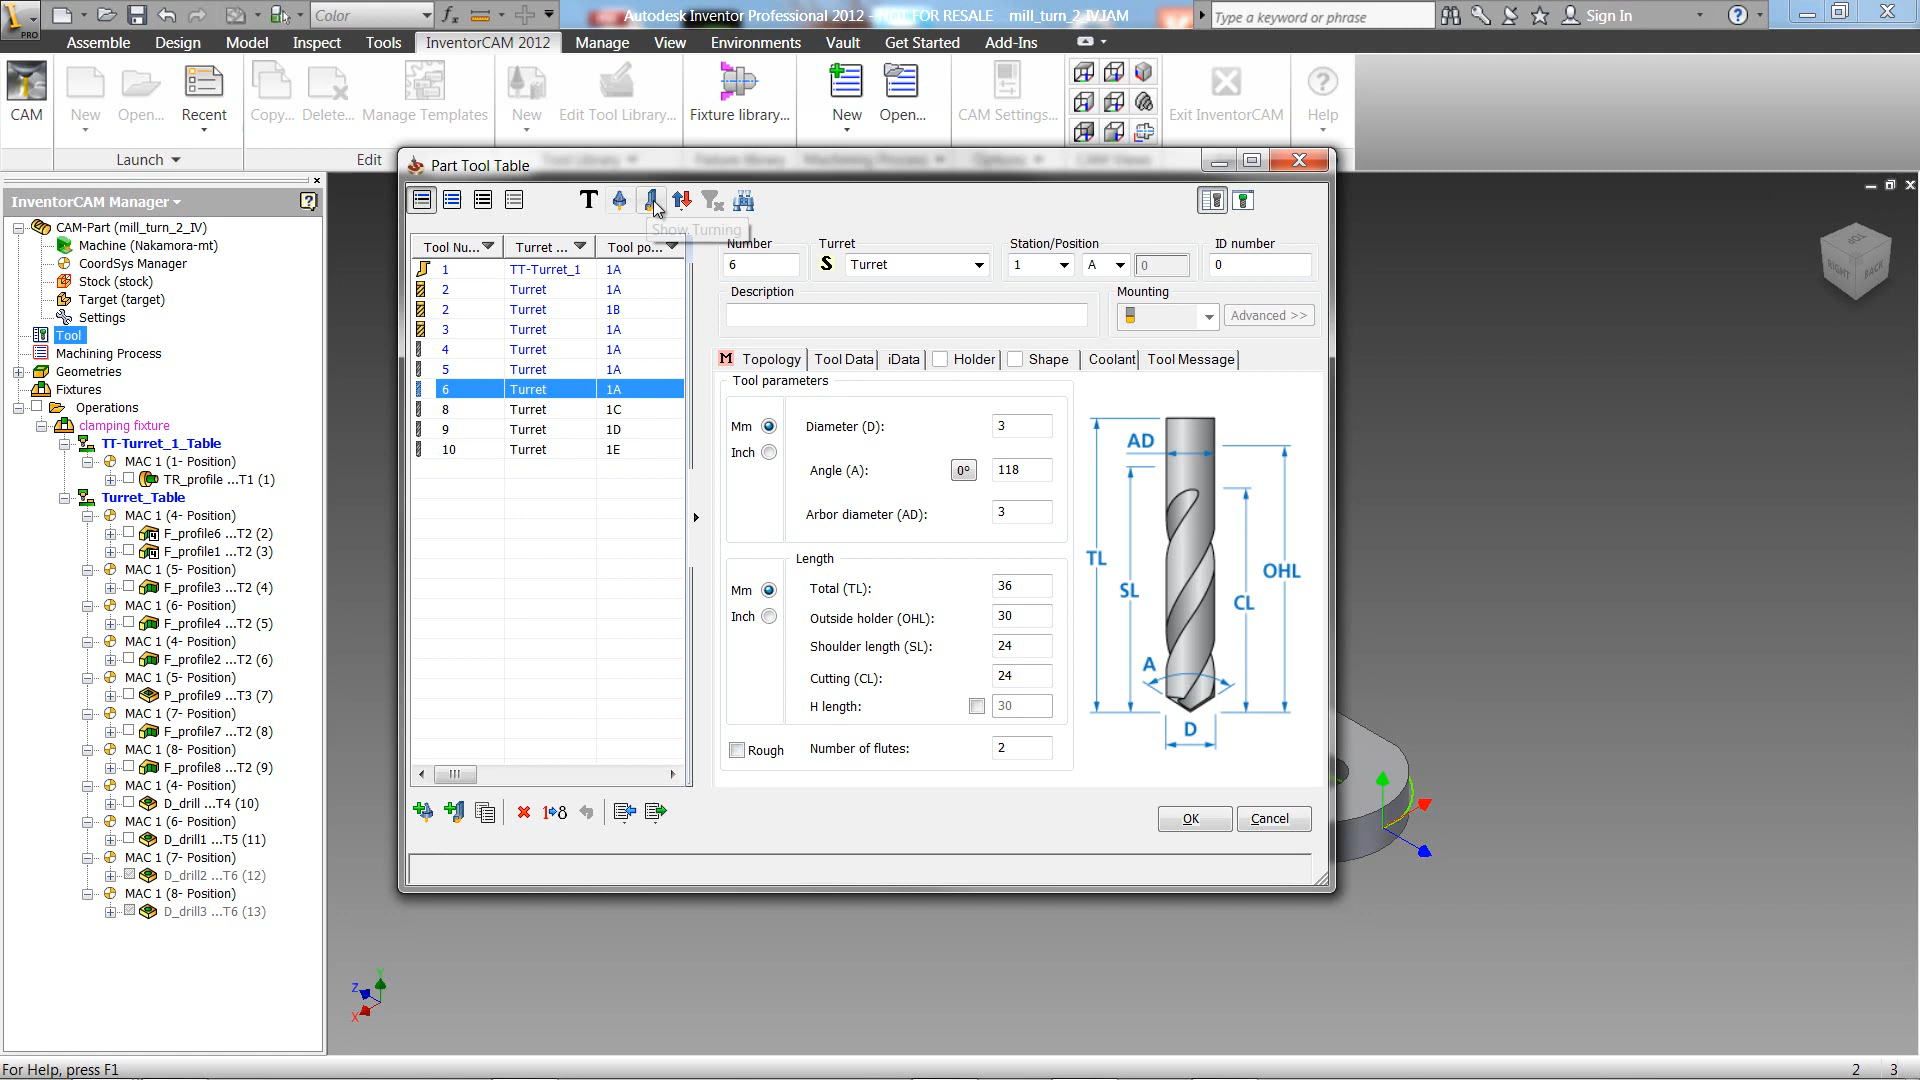 Color
Autodesk Inventor Professional 2012 - NOT FOR RESALE mill_turn_2_IV.IAM
Type a keyword or phrase
Sign In
PRO
Assemble Design Model Inspect Tools InventorCAM 2012 Manage View Environments Vault Get Started Add-Ins
CAM New Open... Recent Copy... Delete... Manage Templates New Edit Tool Library... Fixture library... New Open... CAM Settings... Exit InventorCAM Help
Launch Edit
InventorCAM Manager
CAM-Part (mill_turn_2_IV)
Machine (Nakamora-mt)
CoordSys Manager
Stock (stock)
Target (target)
Settings
Tool
Machining Process
Geometries
Fixtures
Operations
clamping fixture
TT-Turret_1_Table
MAC 1 (1- Position)
TR_profile ...T1 (1)
Turret_Table
MAC 1 (4- Position)
F_profile6 ...T2 (2)
F_profile1 ...T2 (3)
MAC 1 (5- Position)
F_profile3 ...T2 (4)
MAC 1 (6- Position)
F_profile4 ...T2 (5)
MAC 1 (4- Position)
F_profile2 ...T2 (6)
MAC 1 (5- Position)
P_profile9 ...T3 (7)
MAC 1 (7- Position)
F_profile7 ...T2 (8)
MAC 1 (8- Position)
F_profile8 ...T2 (9)
MAC 1 (4- Position)
D_drill ...T4 (10)
MAC 1 (6- Position)
D_drill1 ...T5 (11)
MAC 1 (7- Position)
D_drill2 ...T6 (12)
MAC 1 (8- Position)
D_drill3 ...T6 (13)
Part Tool Table
Show Turning
Tool Nu... Turret ... Tool po...
1 TT-Turret_1 1A
2 Turret 1A
2 Turret 1B
3 Turret 1A
4 Turret 1A
5 Turret 1A
6 Turret 1A
8 Turret 1C
9 Turret 1D
10 Turret 1E
Number Turret Station/Position ID number
6 S Turret 1 A 0 0
Description Mounting
Advanced >>
M Topology Tool Data iData Holder Shape Coolant Tool Message
Tool parameters
Mm
Inch
Diameter (D): 3
Angle (A): 0° 118
Arbor diameter (AD): 3
Length
Mm
Inch
Total (TL): 36
Outside holder (OHL): 30
Shoulder length (SL): 24
Cutting (CL): 24
H length: 30
Rough Number of flutes: 2
AD
TL
SL
CL
OHL
A
D
OK Cancel
TOP
RIGHT
BACK
Y
Z
X
For Help, press F1
2 3